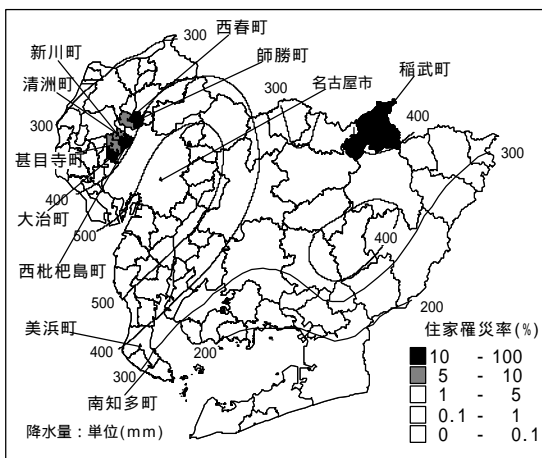 西春町
新川町
師勝町
清洲町
名古屋市
稲武町
甚目寺町
大治町
西枇杷島町
美浜町
南知多町
300
300
300
400
300
400
500
400
500
200
400
200
300
住家罹災率(%)
10 - 100
5 - 10
1 - 5
0.1 - 1
0 - 0.1
降水量：単位(mm)